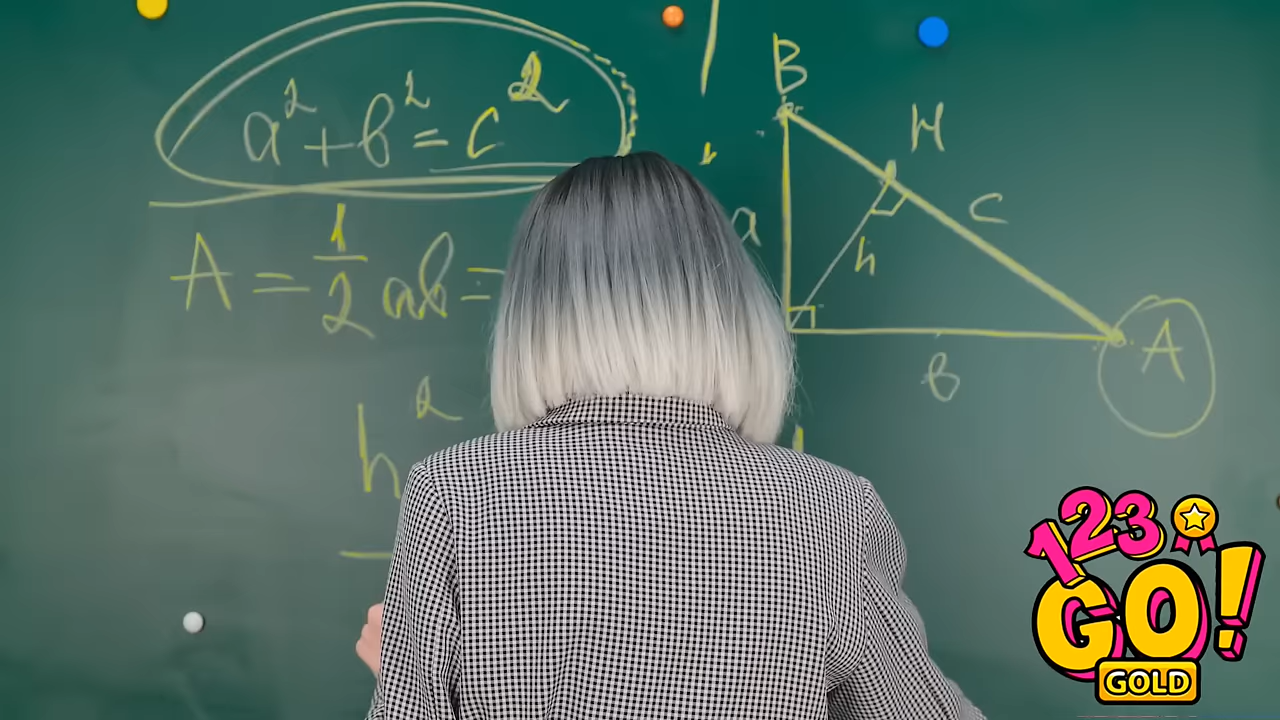 a² + b² = c²
A = 1/2 ab =
h²
B
H
a
h
c
b
A
123
GO!
GOLD